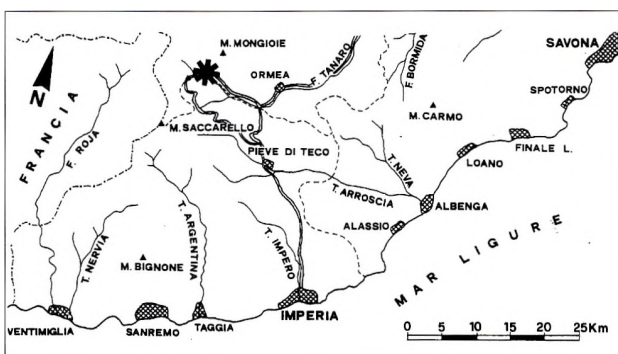 M. MONGIOIE
SAVONA
ORMEA
F. TANARO
F. BORMIDA
SPOTORNO
N
FRANCIA
F. ROJA
M. SACCARELLO
M. CARMO
FINALE L.
PIEVE DI TECO
T. NEVA
LOANO
T. ARROSCIA
ALBENGA
ALASSIO
T. NERVIA
M. BIGNONE
T. ARGENTINA
T. IMPERO
MAR LIGURE
IMPERIA
VENTIMIGLIA
SANREMO
TAGGIA
0 5 10 15 20 25Km